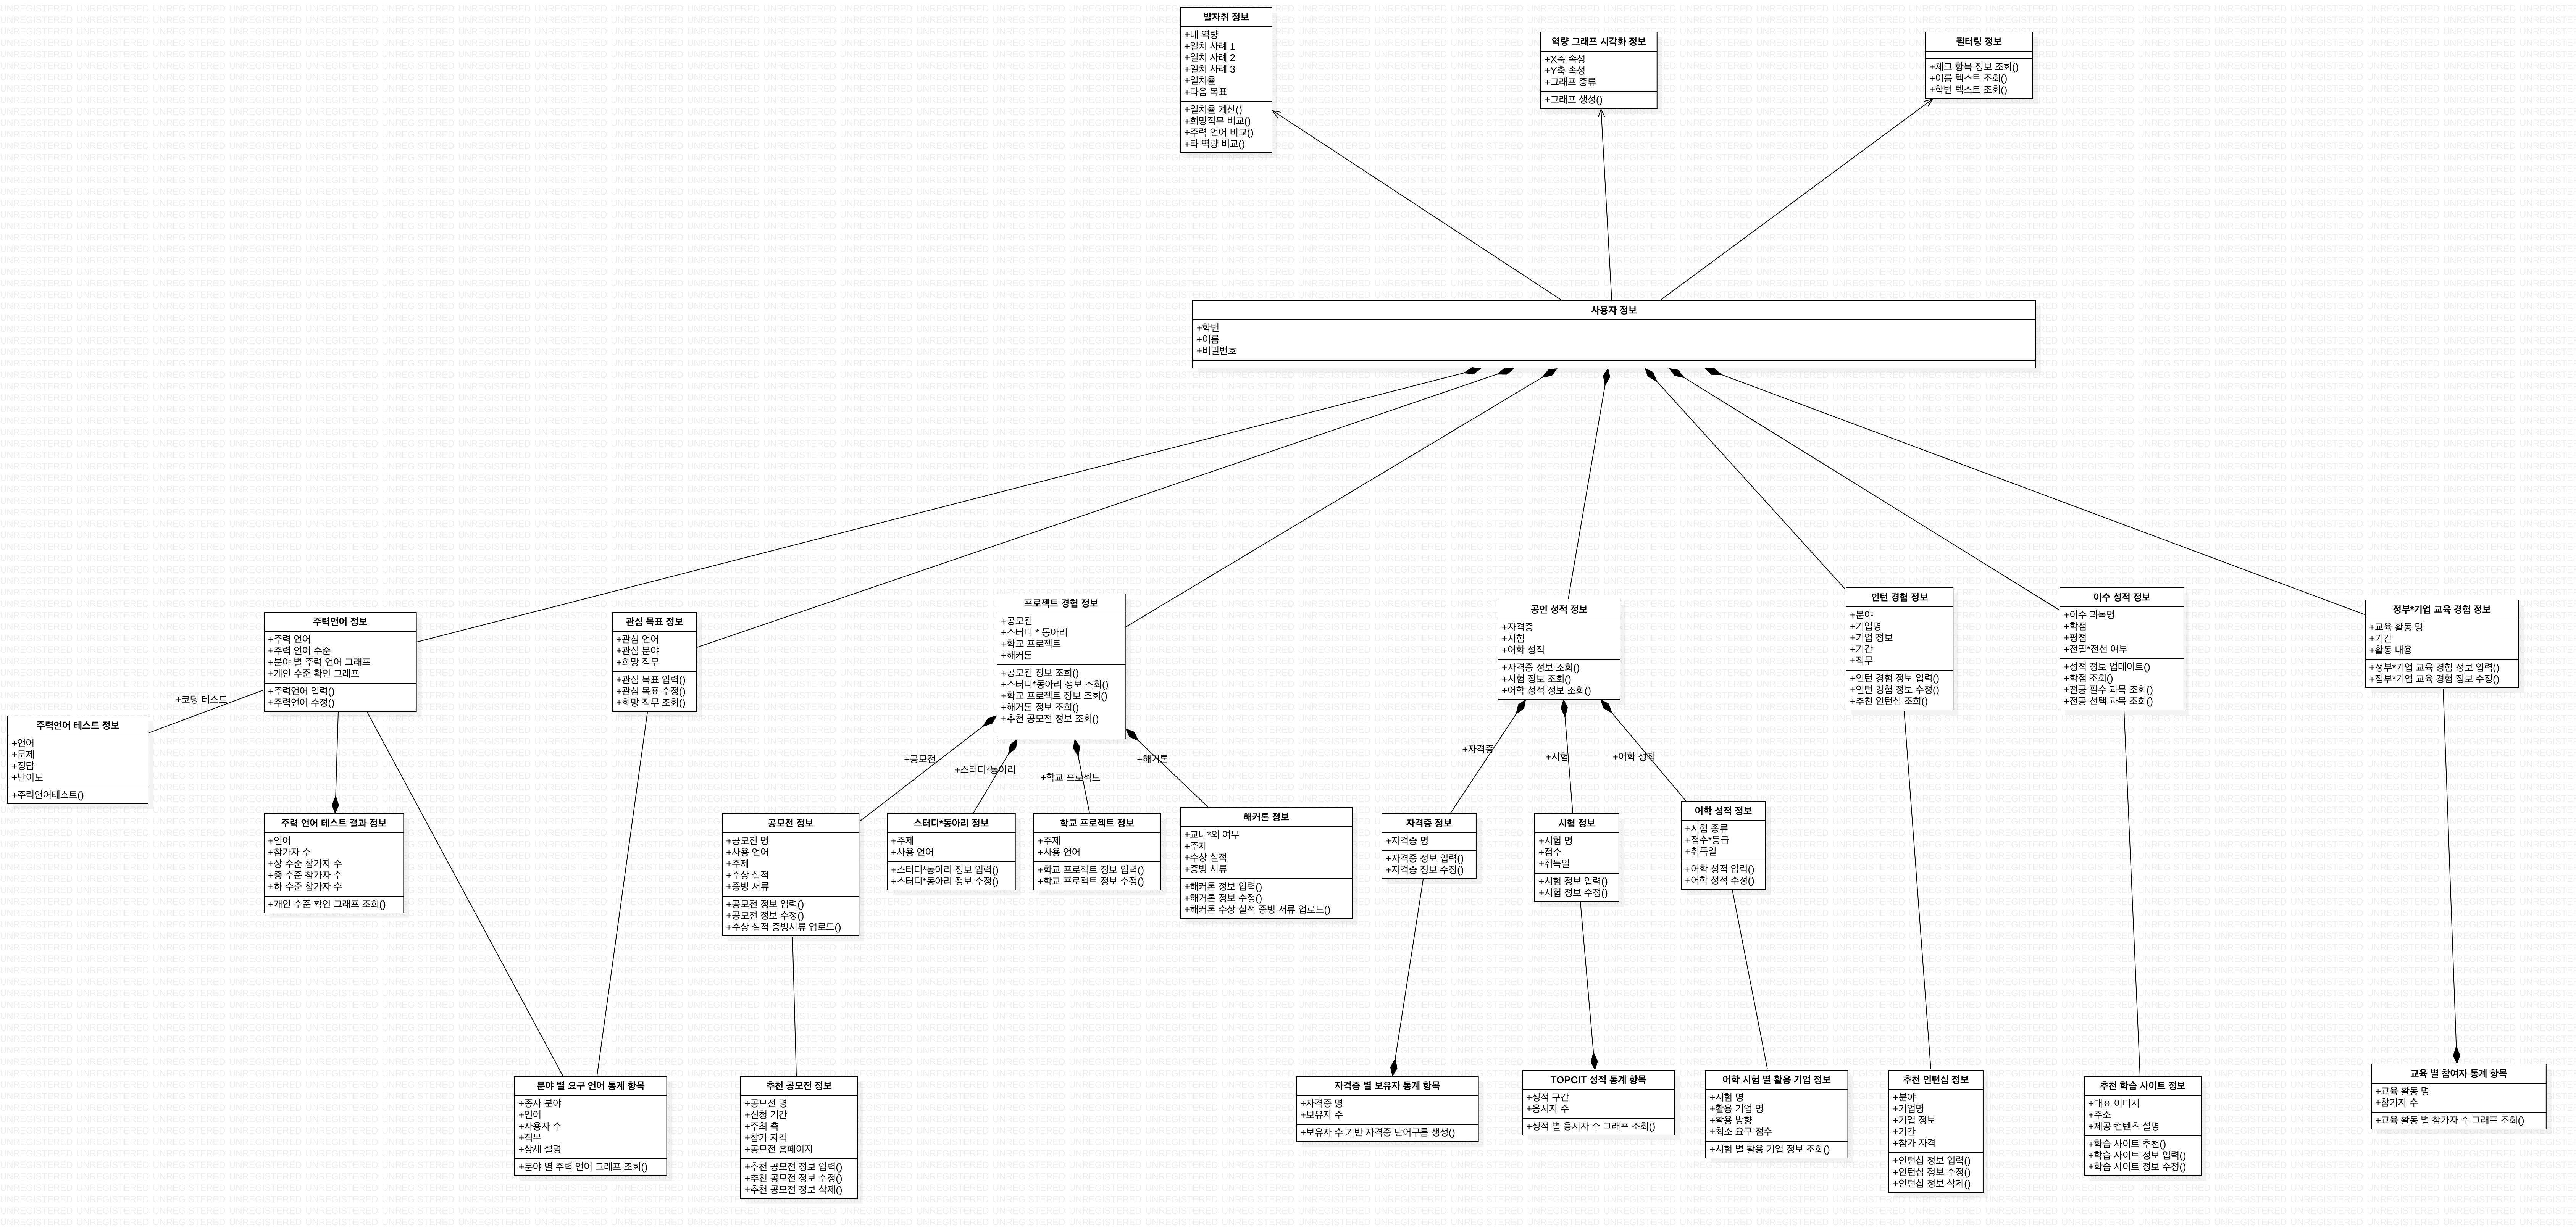 발자취 정보
+내 역량
+일치 사례 1
+일치 사례 2
+일치 사례 3
+일치율
+다음 목표
+일치율 계산()
+희망직무 비교()
+주력 언어 비교()
+타 역량 비교()
역량 그래프 시각화 정보
+X축 속성
+Y축 속성
+그래프 종류
+그래프 생성()
필터링 정보
+체크 항목 정보 조회()
+이름 텍스트 조회()
+학번 텍스트 조회()
사용자 정보
+학번
+이름
+비밀번호
주력언어 정보
+주력 언어
+주력 언어 수준
+분야 별 주력 언어 그래프
+개인 수준 확인 그래프
+주력언어 입력()
+주력언어 수정()
관심 목표 정보
+관심 언어
+관심 분야
+희망 직무
+관심 목표 입력()
+관심 목표 수정()
+희망 직무 조회()
프로젝트 경험 정보
+공모전
+스터디 * 동아리
+학교 프로젝트
+해커톤
+공모전 정보 조회()
+스터디*동아리 정보 조회()
+학교 프로젝트 정보 조회()
+해커톤 정보 조회()
+추천 공모전 정보 조회()
공인 성적 정보
+자격증
+시험
+어학 성적
+자격증 정보 조회()
+시험 정보 조회()
+어학 성적 정보 조회()
인턴 경험 정보
+분야
+기업명
+기업 정보
+기간
+직무
+인턴 경험 정보 입력()
+인턴 경험 정보 수정()
+추천 인턴십 조회()
이수 성적 정보
+이수 과목명
+학점
+평점
+전필*전선 여부
+성적 정보 업데이트()
+학점 조회()
+전공 필수 과목 조회()
+전공 선택 과목 조회()
정부*기업 교육 경험 정보
+교육 활동 명
+기간
+활동 내용
+정부*기업 교육 경험 정보 입력()
+정부*기업 교육 경험 정보 수정()
+코딩 테스트
주력언어 테스트 정보
+언어
+문제
+정답
+난이도
+주력언어테스트()
+공모전
+스터디*동아리
+학교 프로젝트
+해커톤
+자격증
+시험
+어학 성적
주력 언어 테스트 결과 정보
+언어
+참가자 수
+상 수준 참가자 수
+중 수준 참가자 수
+하 수준 참가자 수
+개인 수준 확인 그래프 조회()
공모전 정보
+공모전 명
+사용 언어
+주제
+수상 실적
+증빙 서류
+공모전 정보 입력()
+공모전 정보 수정()
+수상 실적 증빙서류 업로드()
스터디*동아리 정보
+주제
+사용 언어
+스터디*동아리 정보 입력()
+스터디*동아리 정보 수정()
학교 프로젝트 정보
+주제
+사용 언어
+학교 프로젝트 정보 입력()
+학교 프로젝트 정보 수정()
해커톤 정보
+교내*외 여부
+주제
+수상 실적
+증빙 서류
+해커톤 정보 입력()
+해커톤 정보 수정()
+해커톤 수상 실적 증빙 서류 업로드()
자격증 정보
+자격증 명
+자격증 정보 입력()
+자격증 정보 수정()
시험 정보
+시험 명
+점수
+취득일
+시험 정보 입력()
+시험 정보 수정()
어학 성적 정보
+시험 종류
+점수*등급
+취득일
+어학 성적 입력()
+어학 성적 수정()
분야 별 요구 언어 통계 항목
+종사 분야
+언어
+사용자 수
+직무
+상세 설명
+분야 별 주력 언어 그래프 조회()
추천 공모전 정보
+공모전 명
+신청 기간
+주최 측
+참가 자격
+공모전 홈페이지
+추천 공모전 정보 입력()
+추천 공모전 정보 수정()
+추천 공모전 정보 삭제()
자격증 별 보유자 통계 항목
+자격증 명
+보유자 수
+보유자 수 기반 자격증 단어구름 생성()
TOPCIT 성적 통계 항목
+성적 구간
+응시자 수
+성적 별 응시자 수 그래프 조회()
어학 시험 별 활용 기업 정보
+시험 명
+활용 기업 명
+활용 방향
+최소 요구 점수
+시험 별 활용 기업 정보 조회()
추천 인턴십 정보
+분야
+기업명
+기업 정보
+기간
+참가 자격
+인턴십 정보 입력()
+인턴십 정보 수정()
+인턴십 정보 삭제()
추천 학습 사이트 정보
+대표 이미지
+주소
+제공 컨텐츠 설명
+학습 사이트 추천()
+학습 사이트 정보 입력()
+학습 사이트 정보 수정()
교육 별 참여자 통계 항목
+교육 활동 명
+참가자 수
+교육 활동 별 참가자 수 그래프 조회()